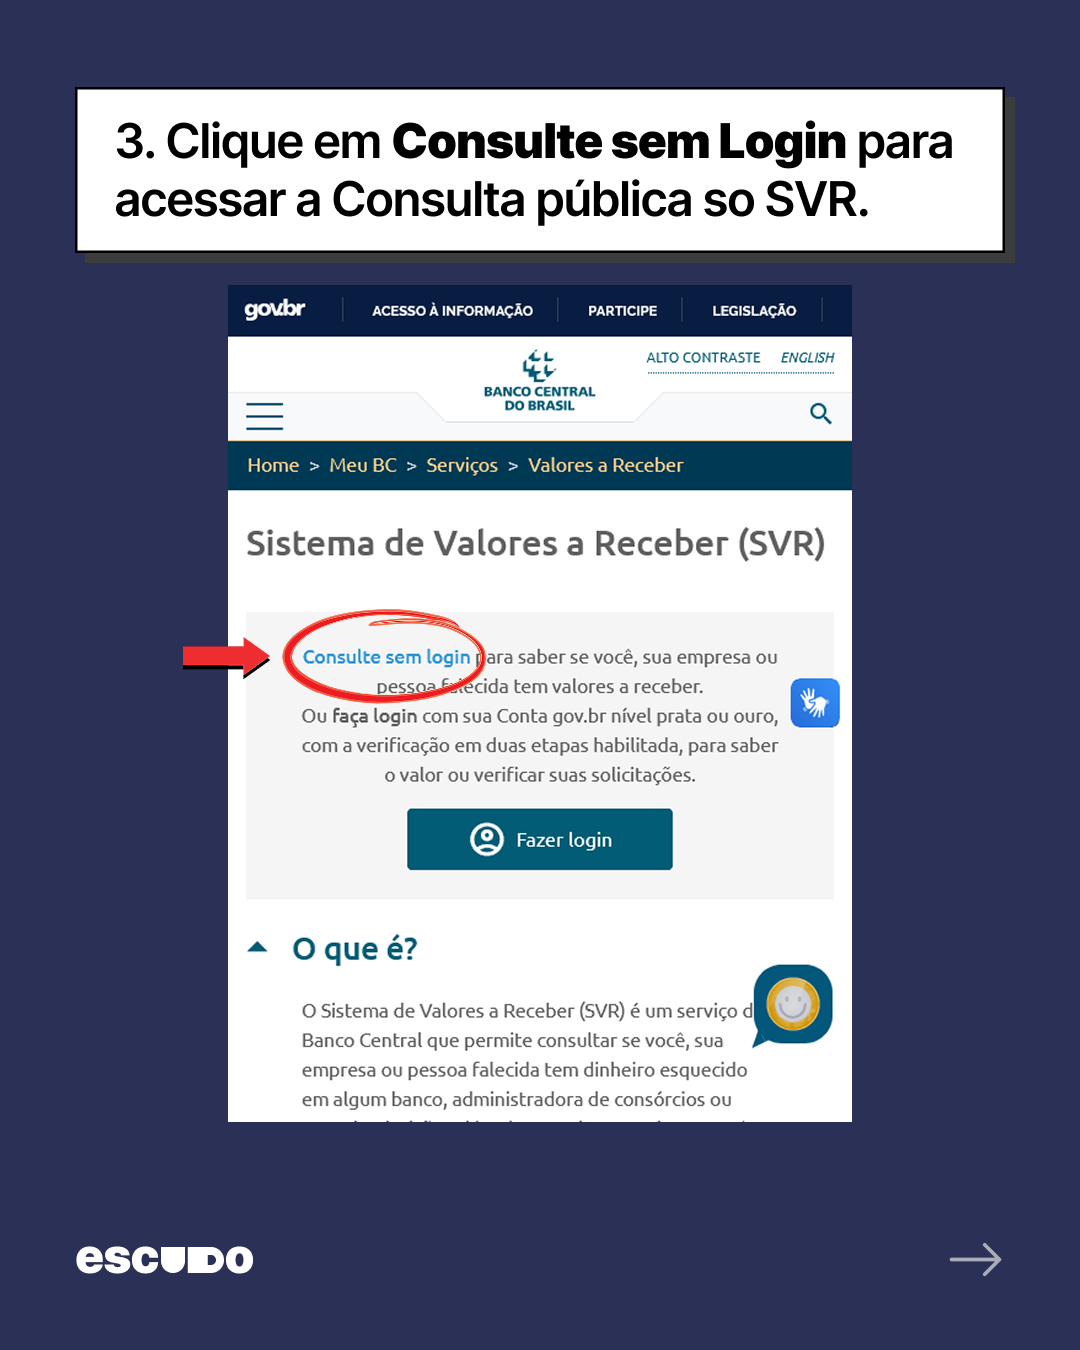 3. Clique em Consulte sem Login para
acessar a Consulta pública so SVR.
gov.br
ACESSO À INFORMAÇÃO
PARTICIPE
LEGISLAÇÃO
ALTO CONTRASTE
ENGLISH
BANCO CENTRAL
DO BRASIL
Home > Meu BC > Serviços > Valores a Receber
Sistema de Valores a Receber (SVR)
Consulte sem login para saber se você, sua empresa ou
pessoa falecida tem valores a receber.
Ou faça login com sua Conta gov.br nível prata ou ouro,
com a verificação em duas etapas habilitada, para saber
o valor ou verificar suas solicitações.
Fazer login
O que é?
O Sistema de Valores a Receber (SVR) é um serviço d
Banco Central que permite consultar se você, sua
empresa ou pessoa falecida tem dinheiro esquecido
em algum banco, administradora de consórcios ou
escudo